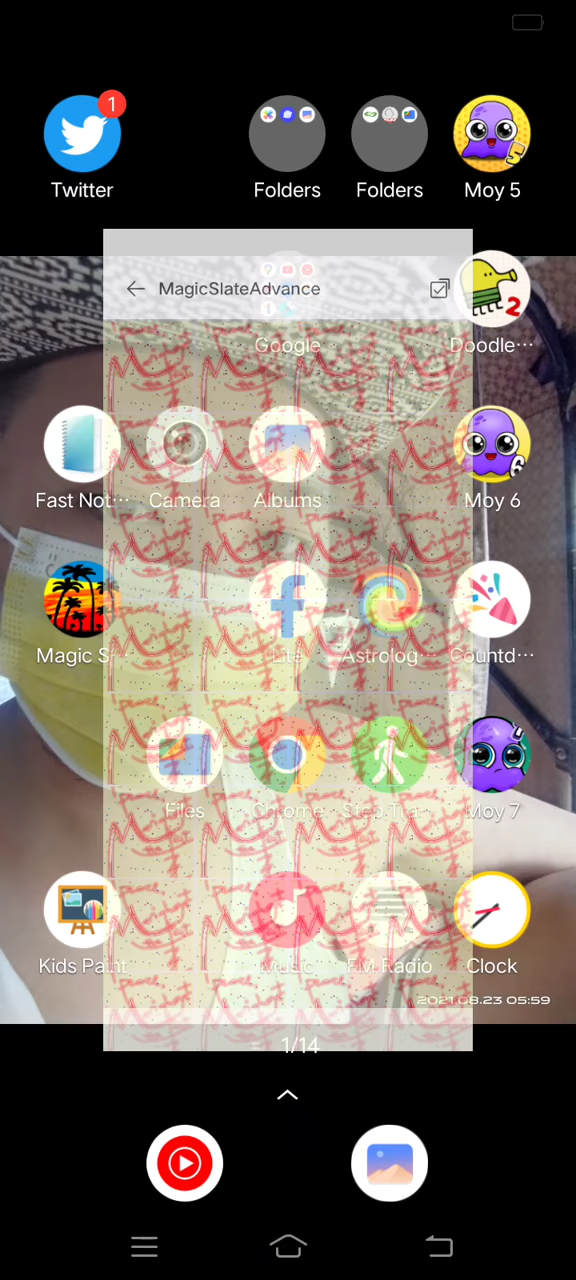 1
Twitter
Folders
Folders
Moy 5
MagicSlateAdvance
Google
Doodle···
Fast Not···
Camera
Albums
Moy 6
Magic S···
Lite
Astrolog···
Countd···
Files
Chrome
Step Tra···
Moy 7
Kids Paint
Music
FM Radio
Clock
2021.08.23 05:59
1/14